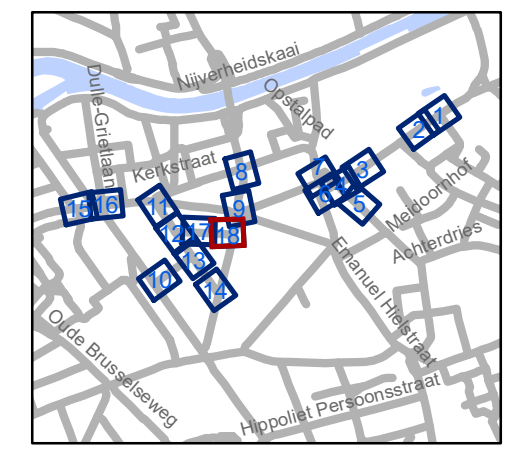 Nijverheidskaai
Dulle-Grietlaan
Opstalpad
1
2
Kerkstraat
8
7
3
4
6
5
Meidoornhof
15
16
11
9
12
17
18
Achterdries
13
10
14
Emanuel Hielstraat
Oude Brusselseweg
Hippoliet Persoonsstraat